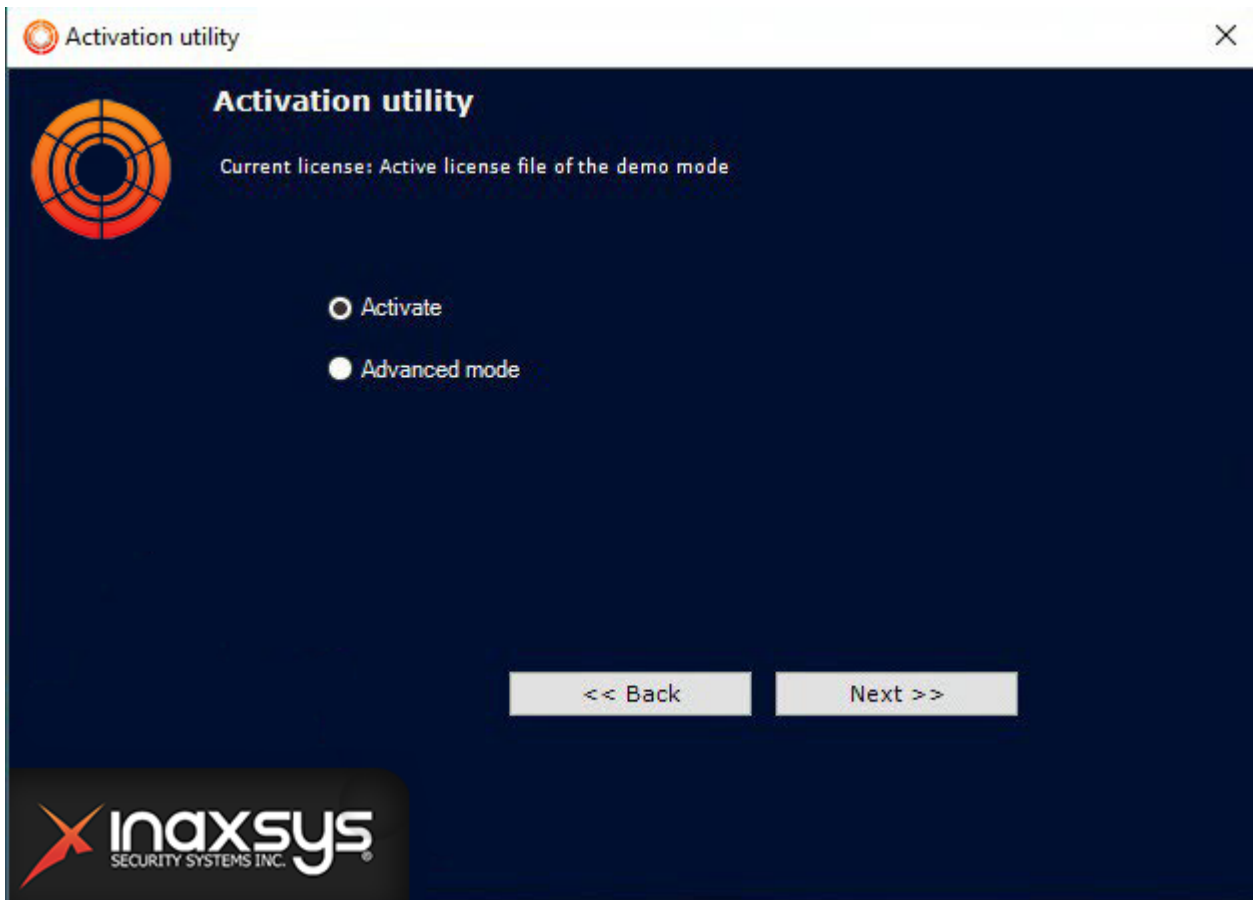 Activation utility
Activation utility
Current license: Active license file of the demo mode
Activate
Advanced mode
<< Back
Next >>
inaxsys
SECURITY SYSTEMS INC. ®